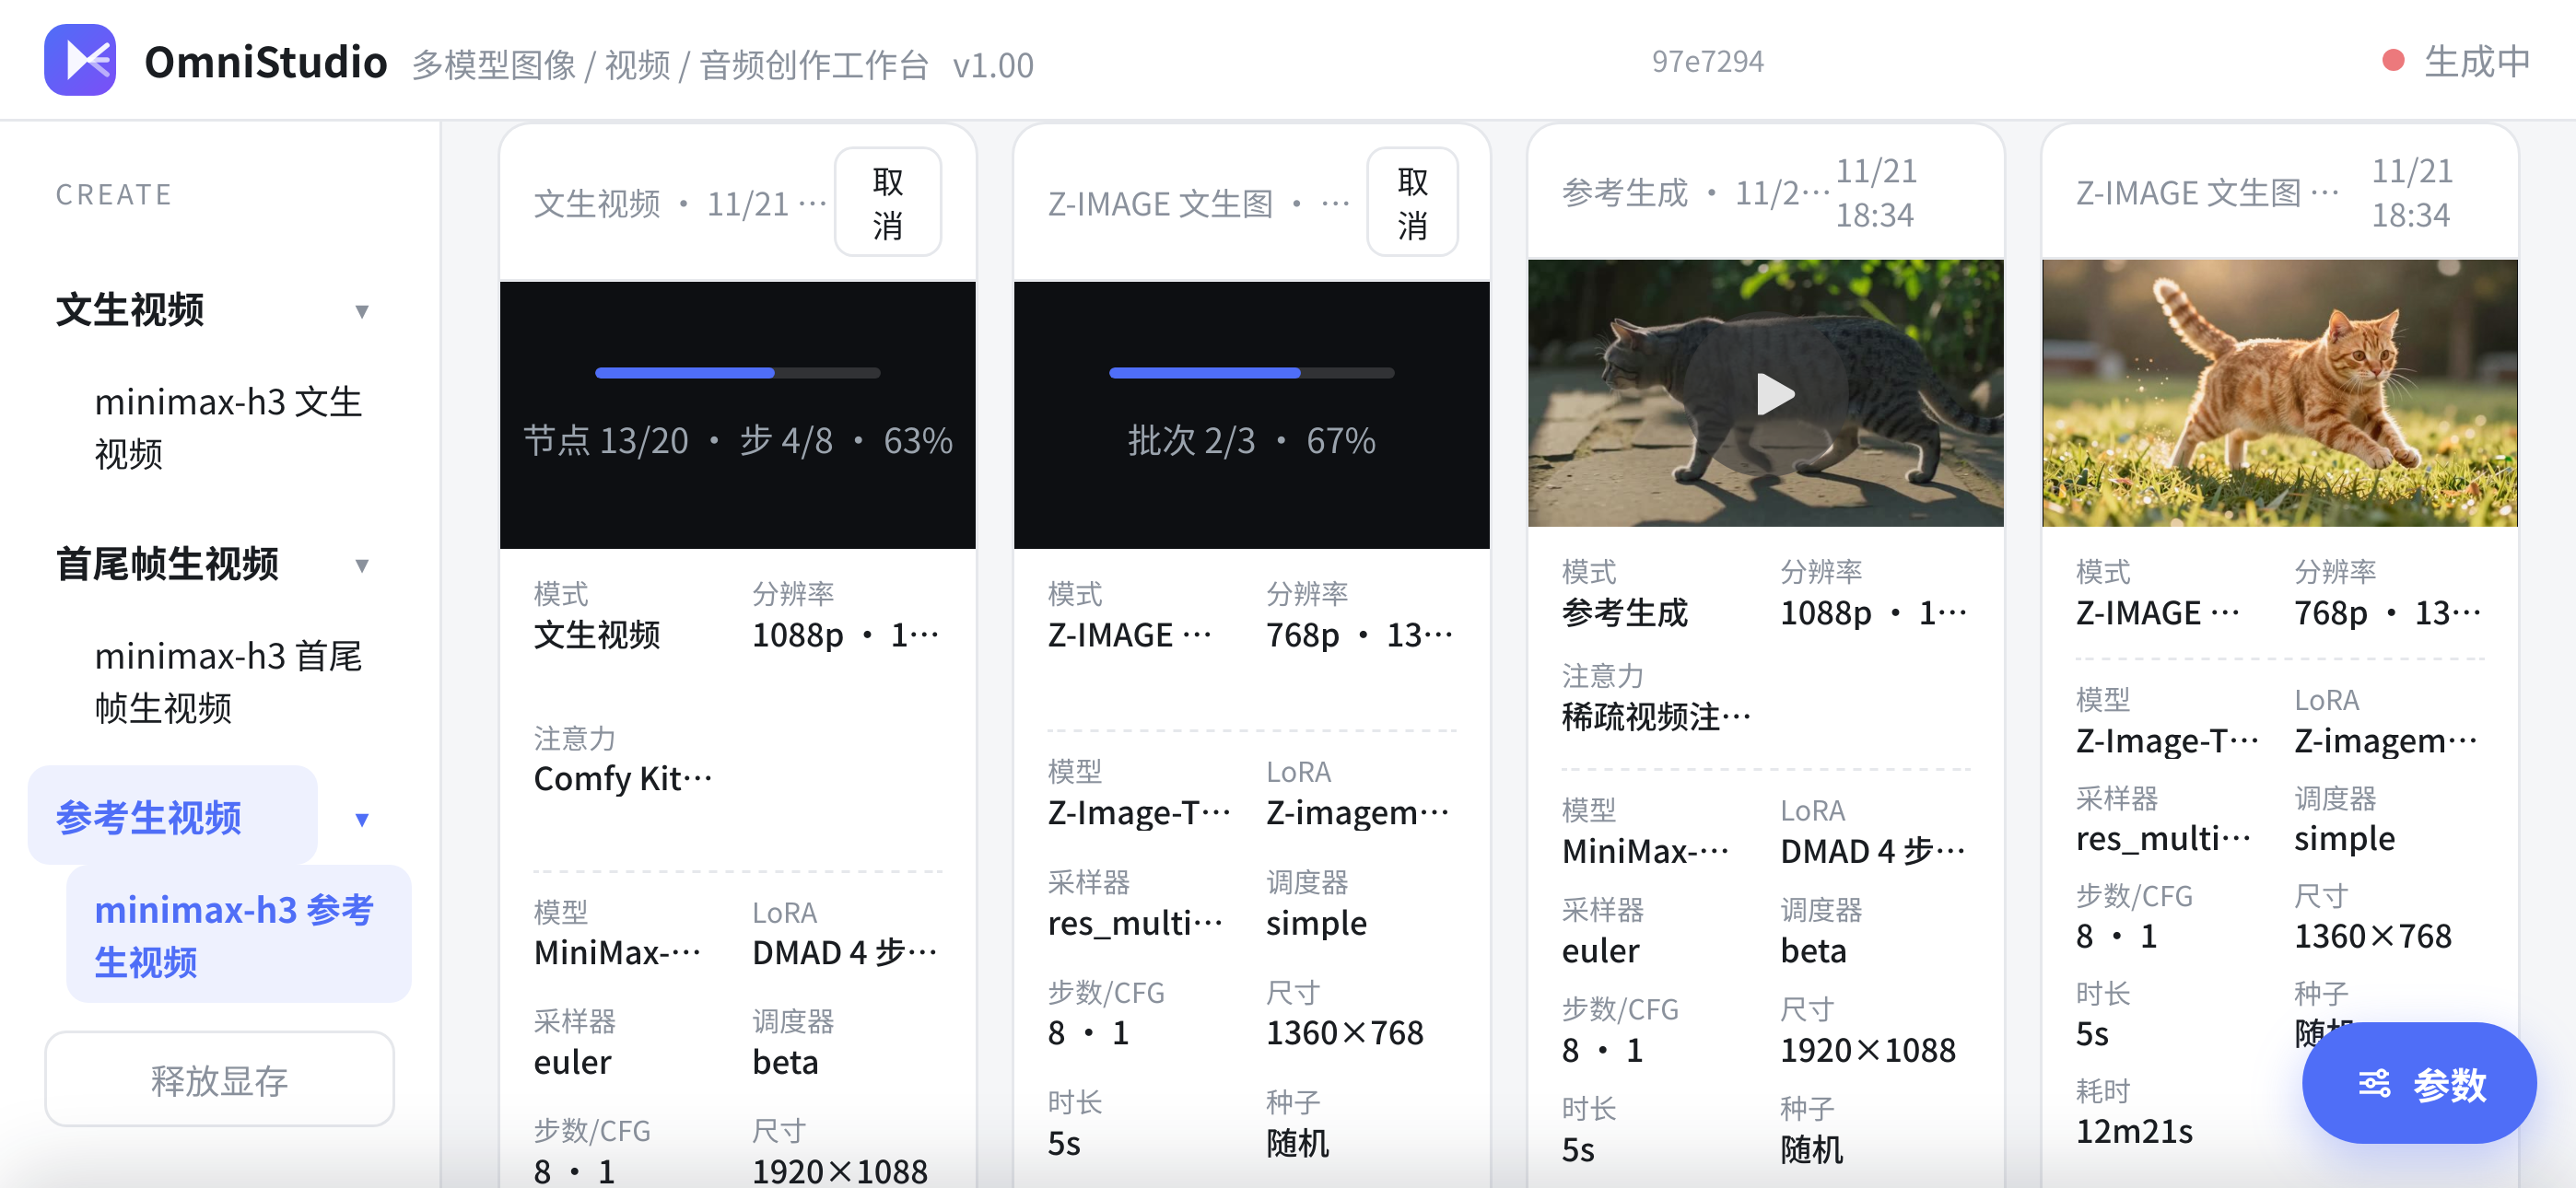 OmniStudio 多模型图像 / 视频 / 音频创作工作台 v1.00
97e7294
生成中
CREATE
文生视频 ▼
minimax-h3 文生
视频
首尾帧生视频 ▼
minimax-h3 首尾
帧生视频
参考生视频 ▼
minimax-h3 参考
生视频
释放显存
文生视频 · 11/21 …
取
消
节点 13/20 · 步 4/8 · 63%
模式 分辨率
文生视频 1088p · 1…
注意力
Comfy Kit…
模型 LoRA
MiniMax-… DMAD 4 步…
采样器 调度器
euler beta
步数/CFG 尺寸
8 · 1 1920×1088
Z-IMAGE 文生图 · …
取
消
批次 2/3 · 67%
模式 分辨率
Z-IMAGE … 768p · 13…
模型 LoRA
Z-Image-T… Z-imagem…
采样器 调度器
res_multi… simple
步数/CFG 尺寸
8 · 1 1360×768
时长 种子
5s 随机
参考生成 · 11/2…
11/21
18:34
模式 分辨率
参考生成 1088p · 1…
注意力
稀疏视频注…
模型 LoRA
MiniMax-… DMAD 4 步…
采样器 调度器
euler beta
步数/CFG 尺寸
8 · 1 1920×1088
时长 种子
5s 随机
Z-IMAGE 文生图 …
11/21
18:34
模式 分辨率
Z-IMAGE … 768p · 13…
模型 LoRA
Z-Image-T… Z-imagem…
采样器 调度器
res_multi… simple
步数/CFG 尺寸
8 · 1 1360×768
时长 种子
5s 随机
耗时
12m21s
参数